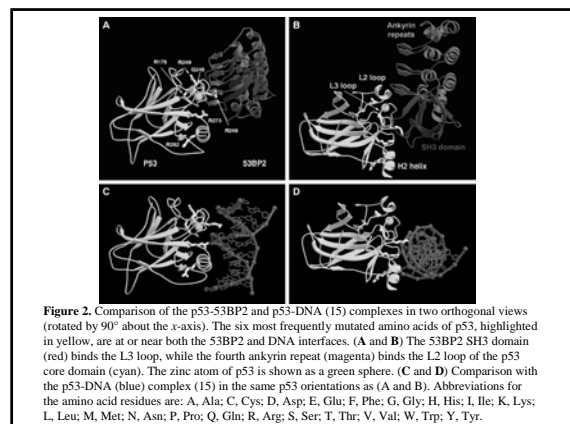 A
R175
R249
G245
R273
R248
R282
P53
53BP2
B
Ankyrin
repeats
L2 loop
L3 loop
SH3 domain
H2 helix
C
D
Figure 2. Comparison of the p53-53BP2 and p53-DNA (15) complexes in two orthogonal views
(rotated by 90° about the x-axis). The six most frequently mutated amino acids of p53, highlighted
in yellow, are at or near both the 53BP2 and DNA interfaces. (A and B) The 53BP2 SH3 domain
(red) binds the L3 loop, while the fourth ankyrin repeat (magenta) binds the L2 loop of the p53
core domain (cyan). The zinc atom of p53 is shown as a green sphere. (C and D) Comparison with
the p53-DNA (blue) complex (15) in the same p53 orientations as (A and B). Abbreviations for
the amino acid residues are: A, Ala; C, Cys; D, Asp; E, Glu; F, Phe; G, Gly; H, His; I, Ile; K, Lys;
L, Leu; M, Met; N, Asn; P, Pro; Q, Gln; R, Arg; S, Ser; T, Thr; V, Val; W, Trp; Y, Tyr.